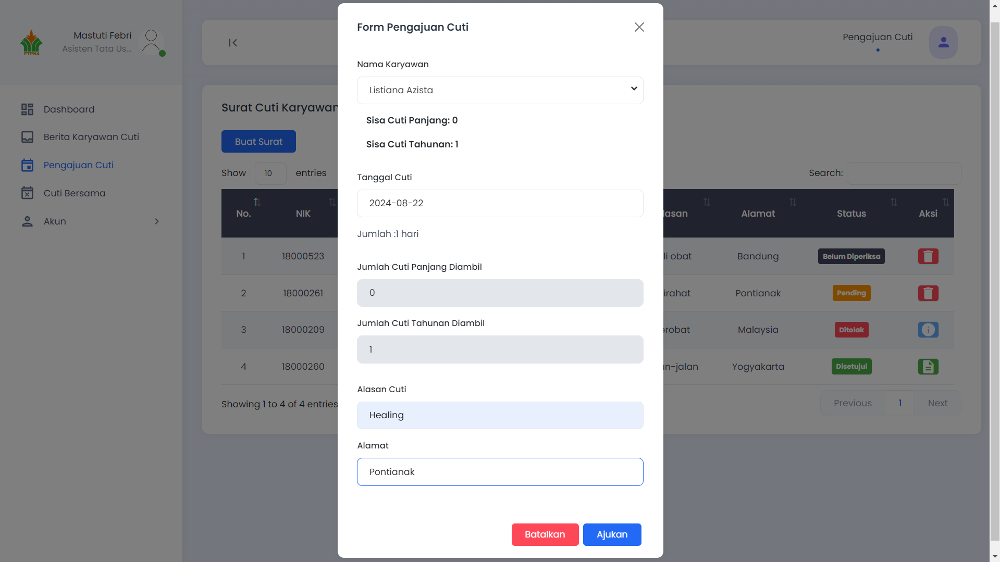 PTPN4
Mastuti Febri
Asisten Tata Us...
Dashboard
Berita Karyawan Cuti
Pengajuan Cuti
Cuti Bersama
Akun
Pengajuan Cuti
Surat Cuti Karyawan
Buat Surat
Show 10 entries
Search:
No. NIK Alamat Status Aksi
1 18000523 obat Bandung Belum Diperiksa
2 18000261 Pontianak Pending
3 18000209 Malaysia Ditolak
4 18000260 Yogyakarta Disetujui
Showing 1 to 4 of 4 entries
Previous 1 Next
Form Pengajuan Cuti
Nama Karyawan
Listiana Azista
Sisa Cuti Panjang: 0
Sisa Cuti Tahunan: 1
Tanggal Cuti
2024-08-22
Jumlah :1 hari
Jumlah Cuti Panjang Diambil
0
Jumlah Cuti Tahunan Diambil
1
Alasan Cuti
Healing
Alamat
Pontianak
Batalkan Ajukan